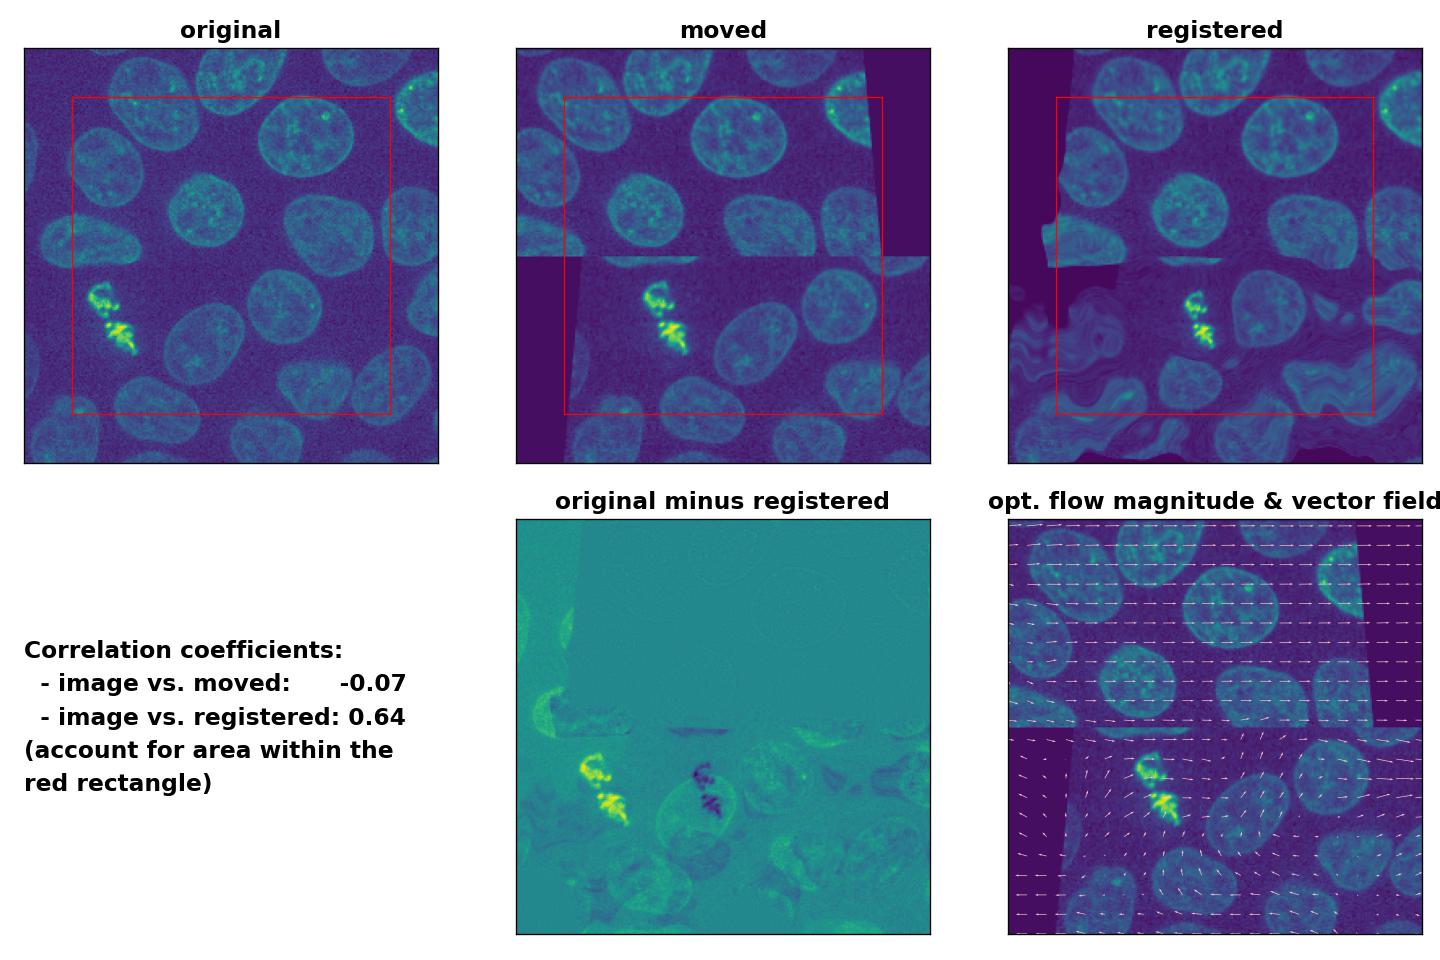 original
moved
registered
original minus registered
opt. flow magnitude & vector field
Correlation coefficients:
- image vs. moved: -0.07
- image vs. registered: 0.64
(account for area within the
red rectangle)